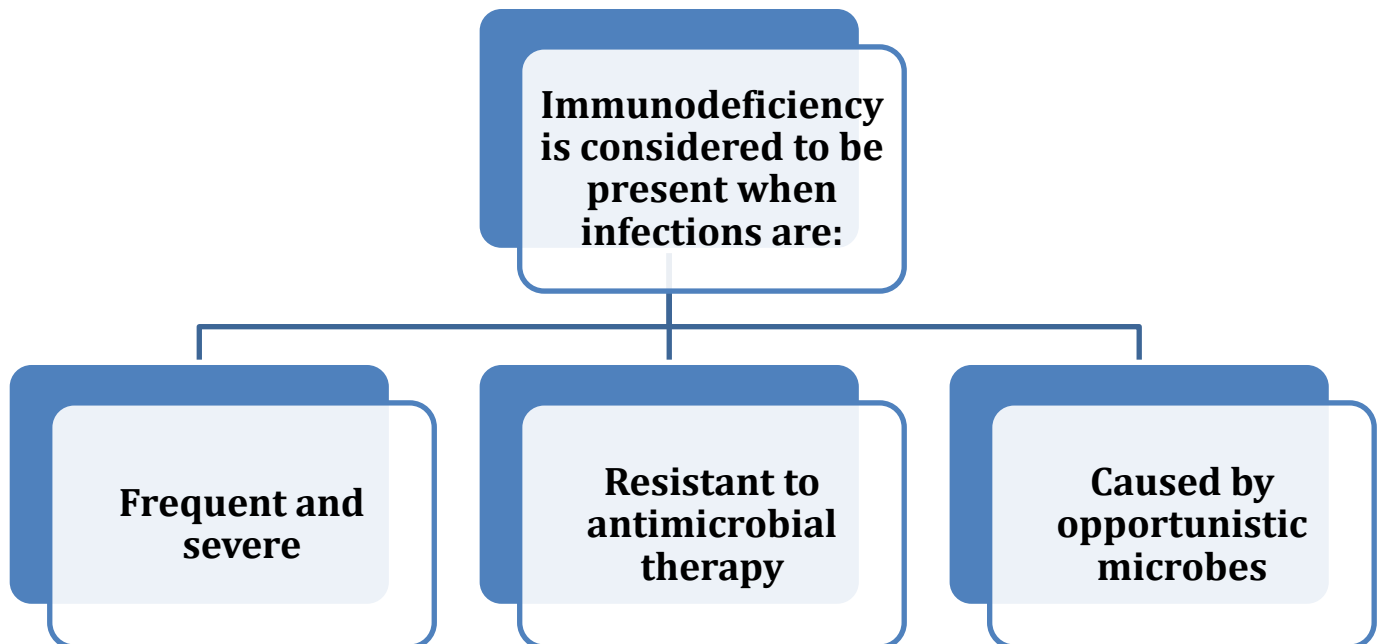 Immunodeficiency
is considered to be
present when
infections are:
Frequent and
severe
Resistant to
antimicrobial
therapy
Caused by
opportunistic
microbes